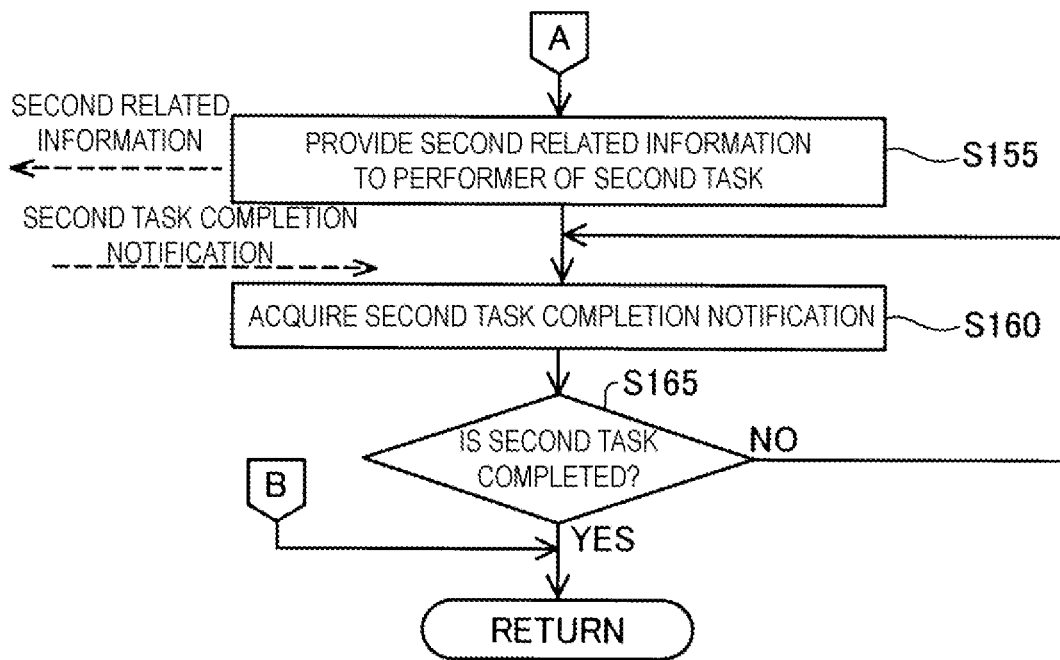 A
SECOND RELATED
INFORMATION
PROVIDE SECOND RELATED INFORMATION
TO PERFORMER OF SECOND TASK
S155
SECOND TASK COMPLETION
NOTIFICATION
ACQUIRE SECOND TASK COMPLETION NOTIFICATION
S160
S165
IS SECOND TASK
COMPLETED?
NO
B
YES
RETURN